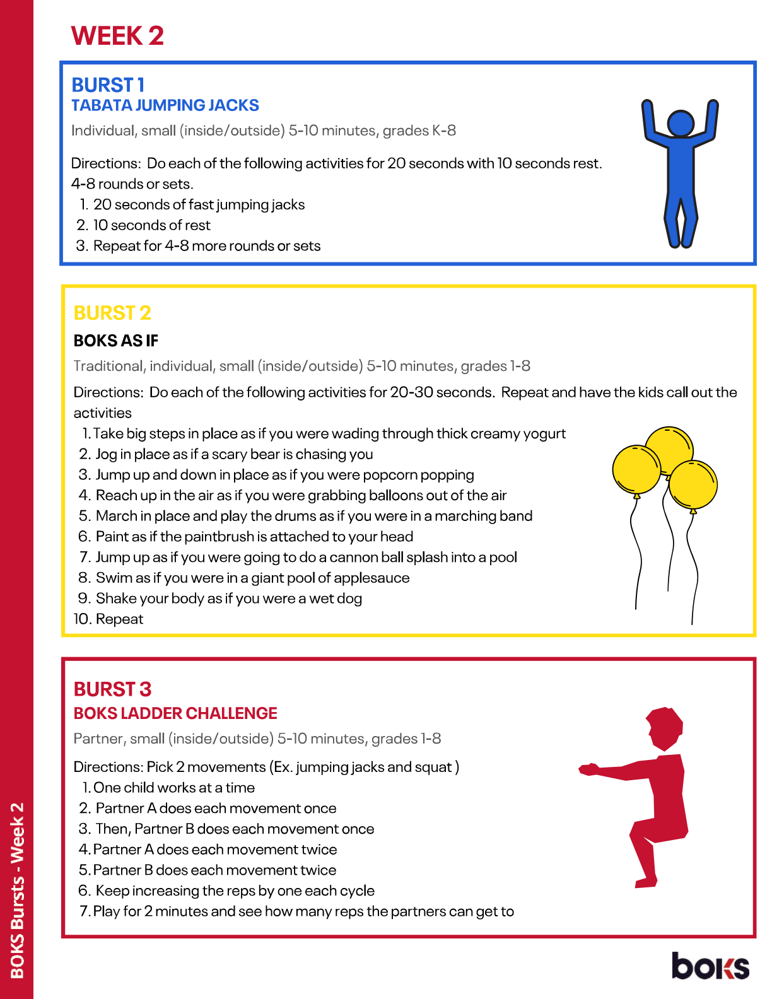 WEEK 2
BURST 1
TABATA JUMPING JACKS
Individual, small (inside/outside) 5-10 minutes, grades K-8
Directions:  Do each of the following activities for 20 seconds with 10 seconds rest.
4-8 rounds or sets.
1. 20 seconds of fast jumping jacks
2. 10 seconds of rest
3. Repeat for 4-8 more rounds or sets
BURST 2
BOKS AS IF
Traditional, individual, small (inside/outside) 5-10 minutes, grades 1-8
Directions:  Do each of the following activities for 20-30 seconds.  Repeat and have the kids call out the
activities
1. Take big steps in place as if you were wading through thick creamy yogurt
2. Jog in place as if a scary bear is chasing you
3. Jump up and down in place as if you were popcorn popping
4. Reach up in the air as if you were grabbing balloons out of the air
5. March in place and play the drums as if you were in a marching band
6. Paint as if the paintbrush is attached to your head
7. Jump up as if you were going to do a cannon ball splash into a pool
8. Swim as if you were in a giant pool of applesauce
9. Shake your body as if you were a wet dog
10. Repeat
BURST 3
BOKS LADDER CHALLENGE
Partner, small (inside/outside) 5-10 minutes, grades 1-8
Directions: Pick 2 movements (Ex. jumping jacks and squat )
1. One child works at a time
2. Partner A does each movement once
3. Then, Partner B does each movement once
4. Partner A does each movement twice
5. Partner B does each movement twice
6. Keep increasing the reps by one each cycle
7. Play for 2 minutes and see how many reps the partners can get to
BOKS Bursts - Week 2
boks